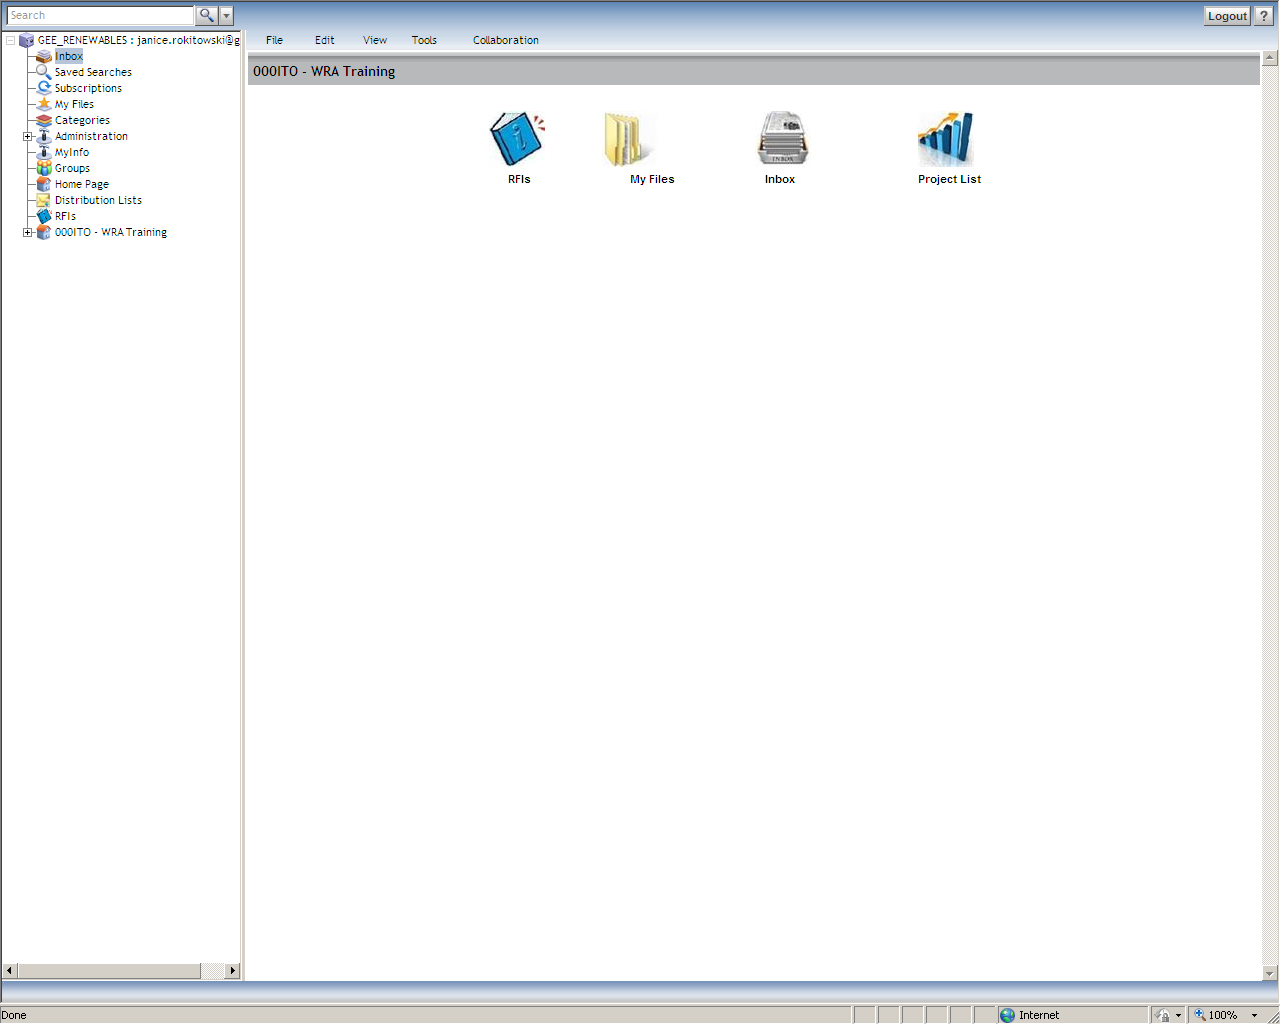 Search
Logout
?
GEE_RENEWABLES : janice.rokitowski@g
File Edit View Tools Collaboration
Inbox
Saved Searches
Subscriptions
My Files
Categories
Administration
MyInfo
Groups
Home Page
Distribution Lists
RFIs
000ITO - WRA Training
000ITO - WRA Training
INBOX
RFIs
My Files
Inbox
Project List
Done
Internet
100%